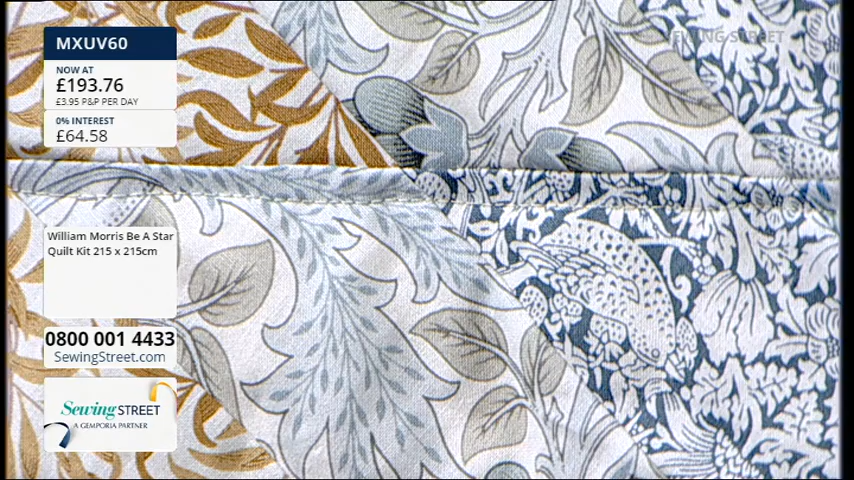 MXUV60
NOW AT
£193.76
£3.95 P&P PER DAY
0% INTEREST
£64.58
William Morris Be A Star
Quilt Kit 215 x 215cm
0800 001 4433
SewingStreet.com
Sewing STREET
A GEMPORIA PARTNER
SEWING STREET